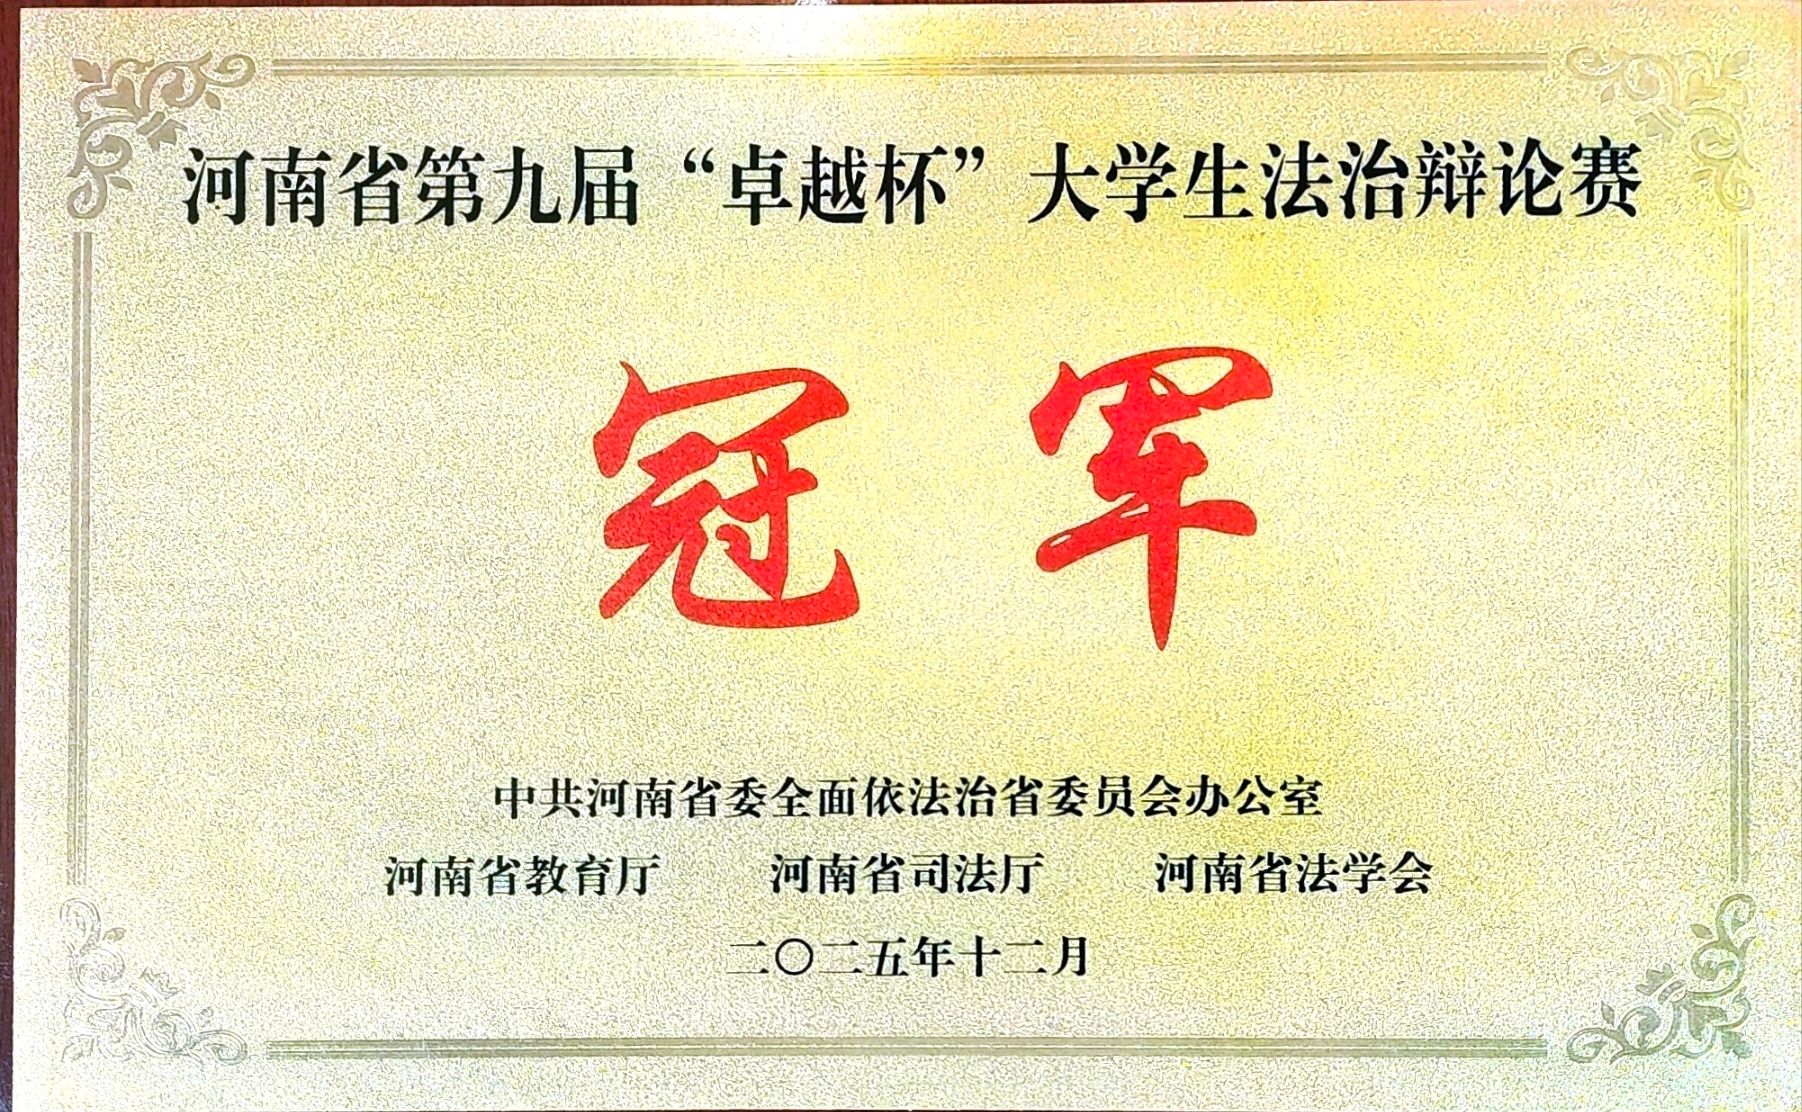 河南省第九届“卓越杯”大学生法治辩论赛
冠军
中共河南省委全面依法治省委员会办公室
河南省教育厅 河南省司法厅 河南省法学会
二〇二五年十二月